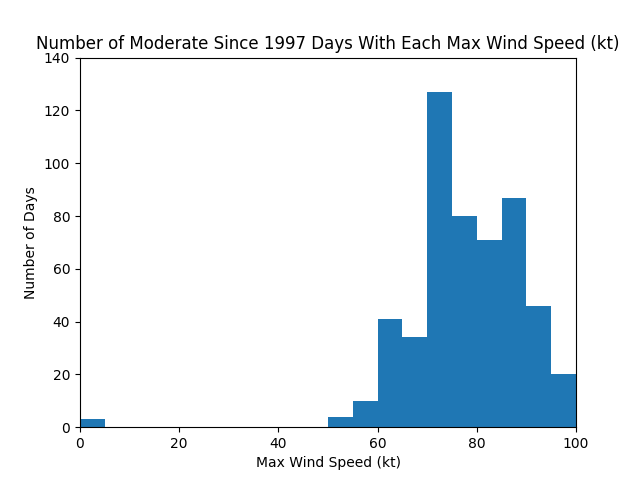 Number of Moderate Since 1997 Days With Each Max Wind Speed (kt)
140
120
100
80
60
40
20
0
Number of Days
0 20 40 60 80 100
Max Wind Speed (kt)